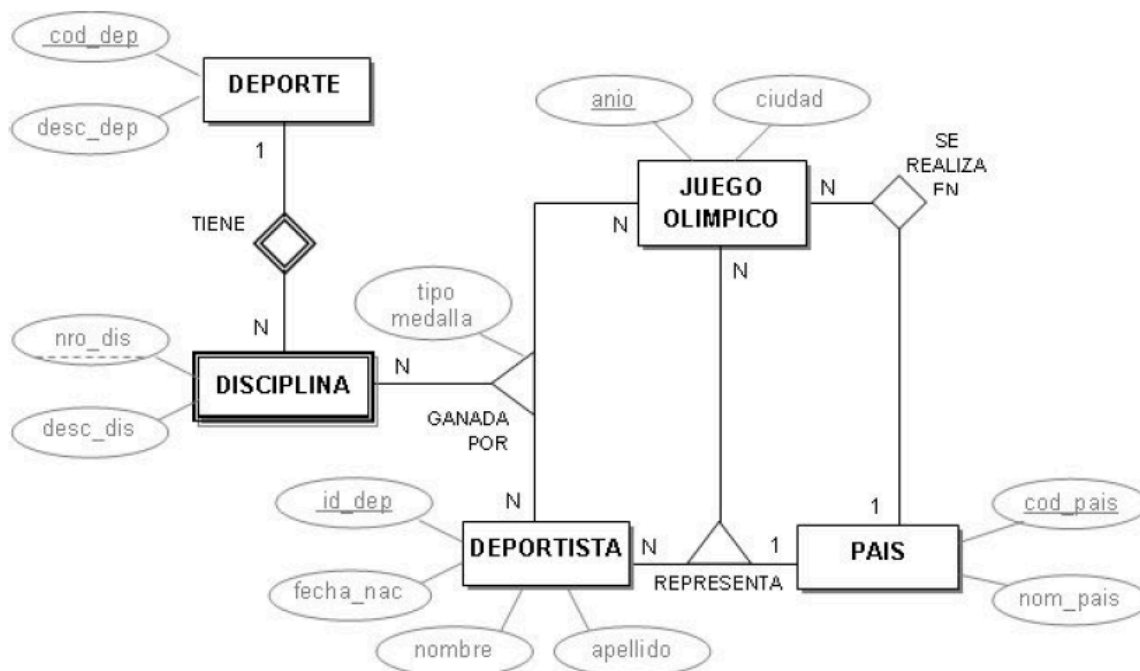 cod_dep
DEPORTE
desc_dep
1
TIENE
N
nro_dis
DISCIPLINA
desc_dis
anio
ciudad
JUEGO
OLIMPICO
N
SE
REALIZA
EN
N
N
tipo
medalla
N
GANADA
POR
N
id_dep
DEPORTISTA
fecha_nac
nombre
apellido
N
REPRESENTA
1
1
PAIS
cod_pais
nom_pais